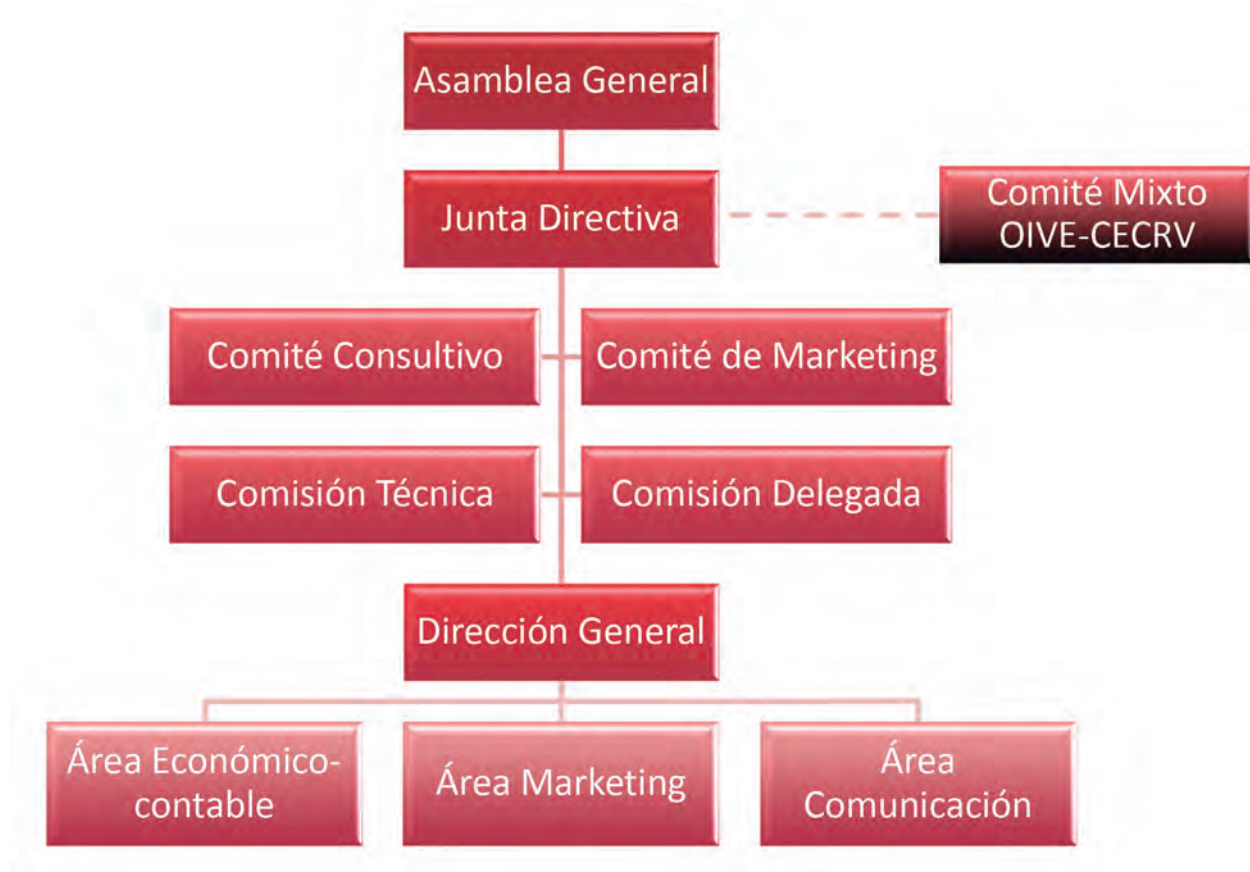 Asamblea General
Junta Directiva
Comité Mixto
OIVE-CECRV
Comité Consultivo
Comité de Marketing
Comisión Técnica
Comisión Delegada
Dirección General
Área Económico-
contable
Área Marketing
Área
Comunicación